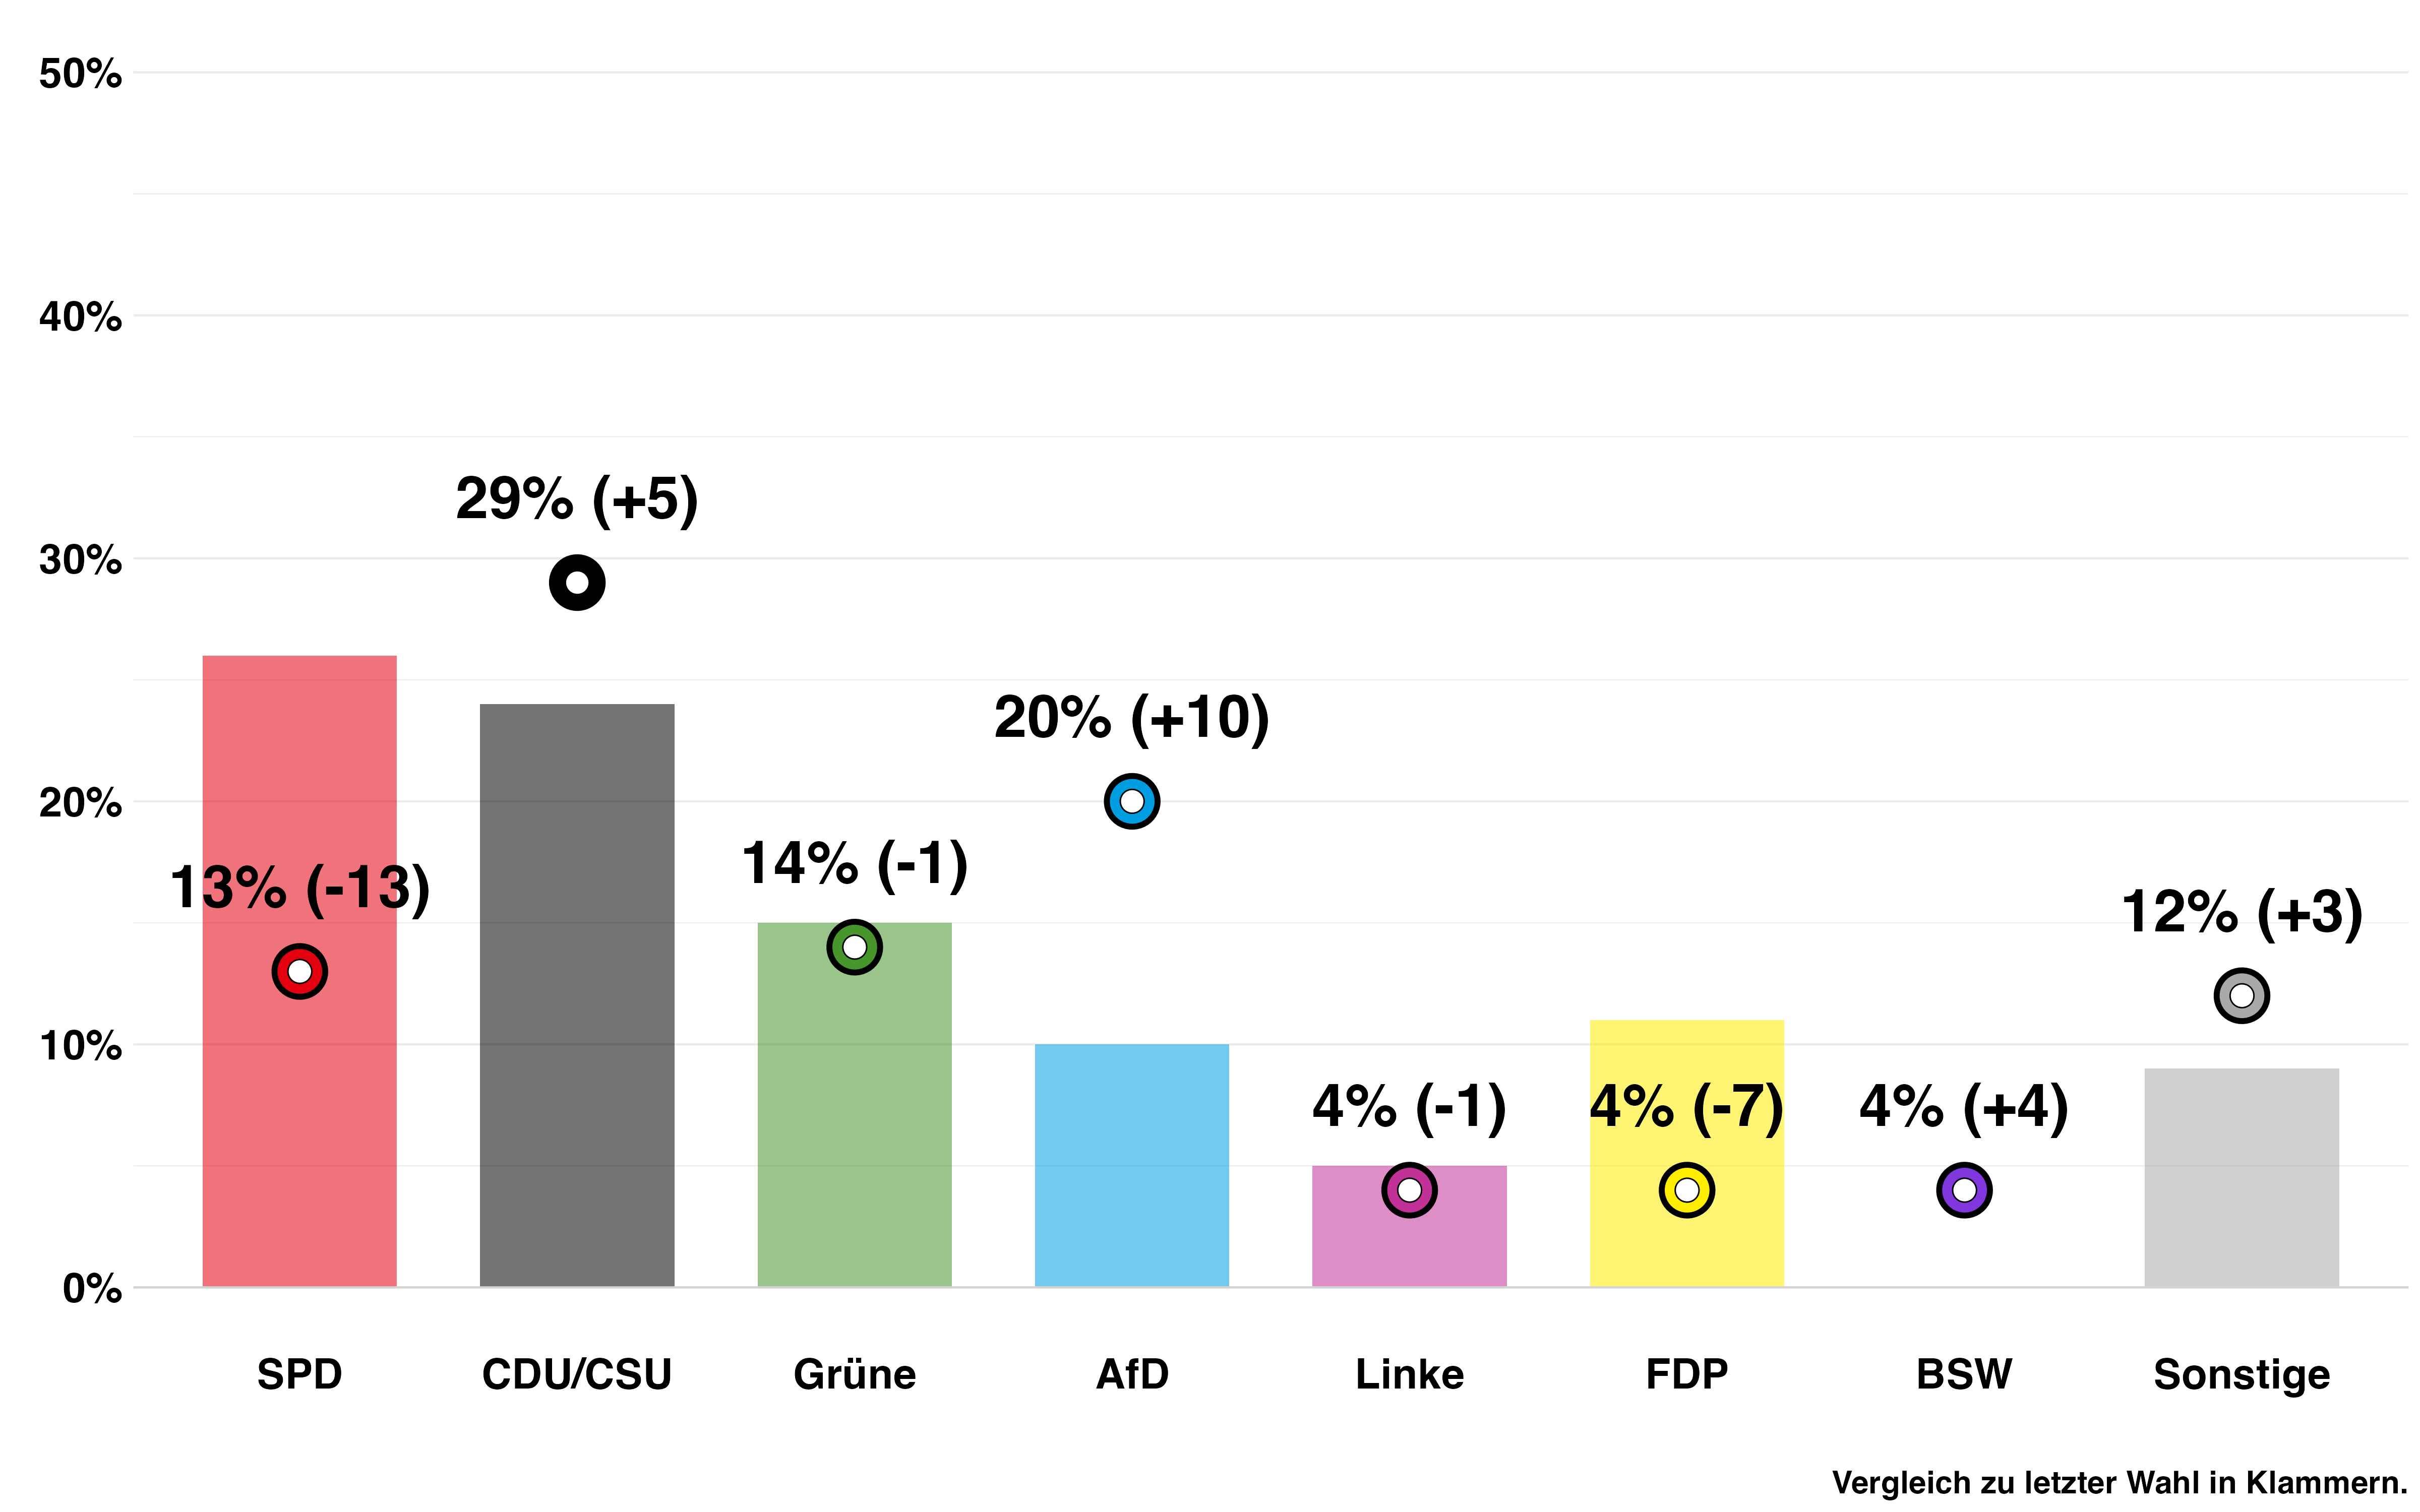 50%
40%
30%
20%
10%
0%
29% (+5)
20% (+10)
14% (-1)
13% (-13)
12% (+3)
4% (-1)
4% (-7)
4% (+4)
SPD
CDU/CSU
Grüne
AfD
Linke
FDP
BSW
Sonstige
Vergleich zu letzter Wahl in Klammern.